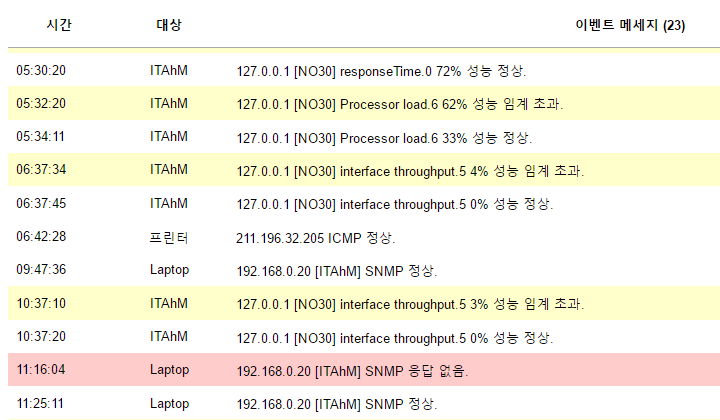 시간 대상 이벤트 메세지 (23)
05:30:20 ITAhM 127.0.0.1 [NO30] responseTime.0 72% 성능 정상.
05:32:20 ITAhM 127.0.0.1 [NO30] Processor load.6 62% 성능 임계 초과.
05:34:11 ITAhM 127.0.0.1 [NO30] Processor load.6 33% 성능 정상.
06:37:34 ITAhM 127.0.0.1 [NO30] interface throughput.5 4% 성능 임계 초과.
06:37:45 ITAhM 127.0.0.1 [NO30] interface throughput.5 0% 성능 정상.
06:42:28 프린터 211.196.32.205 ICMP 정상.
09:47:36 Laptop 192.168.0.20 [ITAhM] SNMP 정상.
10:37:10 ITAhM 127.0.0.1 [NO30] interface throughput.5 3% 성능 임계 초과.
10:37:20 ITAhM 127.0.0.1 [NO30] interface throughput.5 0% 성능 정상.
11:16:04 Laptop 192.168.0.20 [ITAhM] SNMP 응답 없음.
11:25:11 Laptop 192.168.0.20 [ITAhM] SNMP 정상.